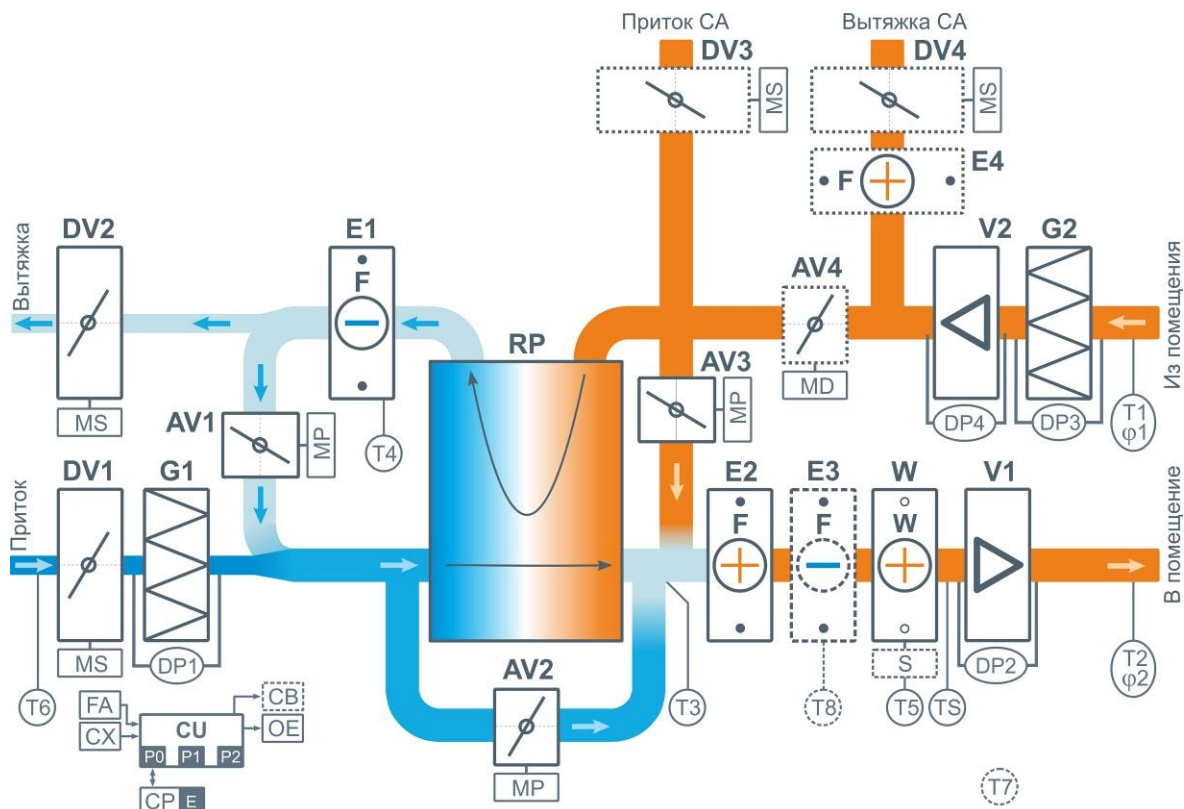 Приток СА
Вытяжка СА
DV3
DV4
MS
MS
E4
F
DV2
E1
V2
G2
Вытяжка
F
AV4
Из помещения
RP
MS
AV1
MP
T4
AV3
MP
MD
DP4
DP3
T1
φ1
DV1
G1
E2
E3
W
V1
Приток
F
F
W
В помещение
MS
DP1
AV2
S
DP2
T2
φ2
T6
T3
T8
T5
TS
FA
CB
CX
CU
OE
P0
P1
P2
MP
CP
E
T7